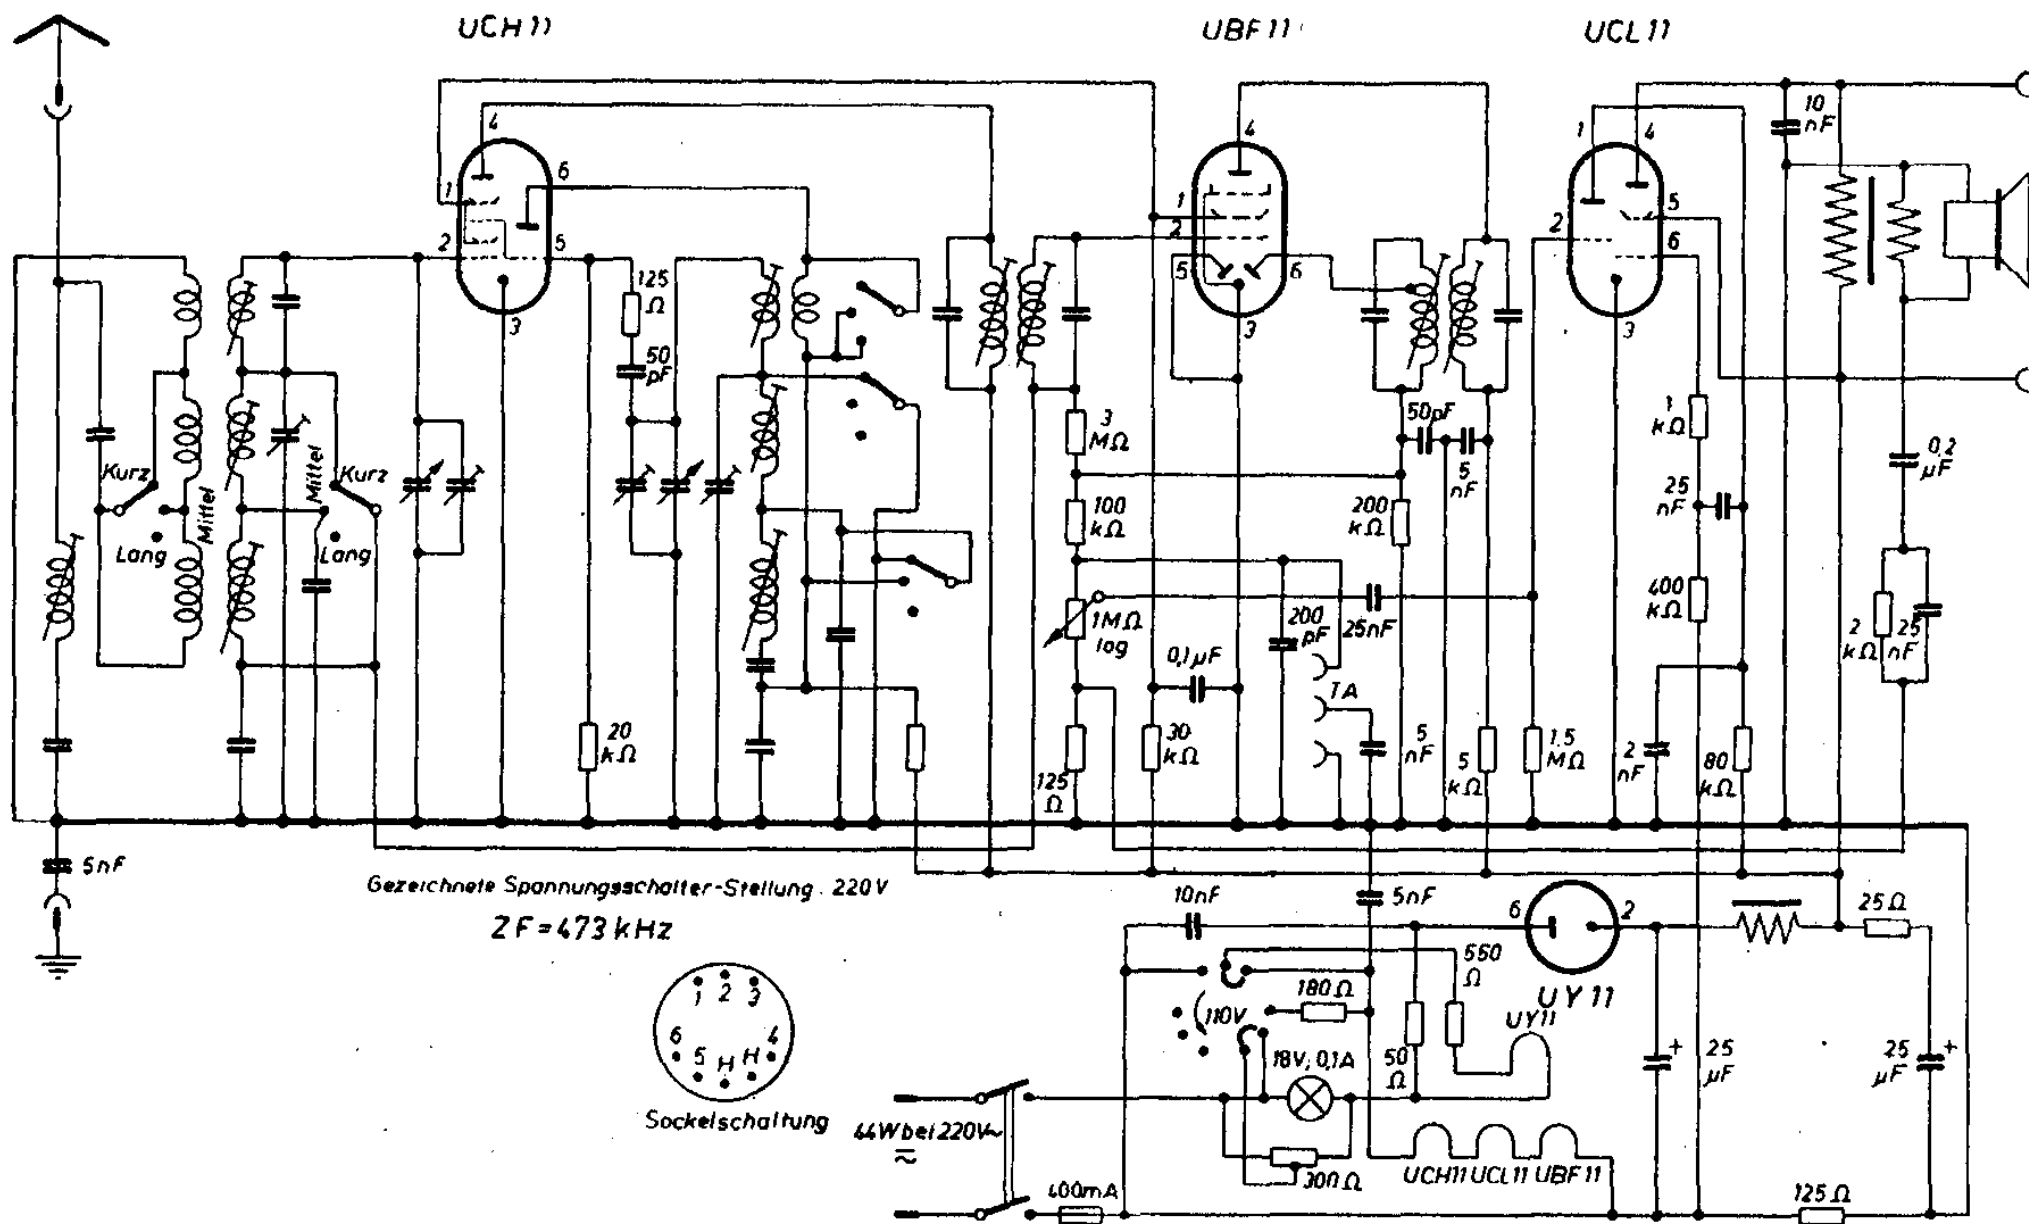 UCH 11
UBF 11
UCL 11
4
6
1
2
5
3
125
Ω
50
pF
4
1
2
5
6
3
1
4
5
2
6
3
10
nF
Kurz
Mittel
Lang
Mittel
Kurz
Lang
3
MΩ
100
kΩ
1MΩ
log
50pF
5
nF
200
kΩ
1
kΩ
25
nF
400
kΩ
0,2
µF
2
kΩ
25
nF
20
kΩ
0,1µF
30
kΩ
125
Ω
200
pF
25nF
TA
5
nF
5
kΩ
1,5
MΩ
2
nF
80
kΩ
5nF
Gezeichnete Spannungsschalter-Stellung 220V
ZF = 473 kHz
10nF
5nF
6
2
25Ω
550
Ω
UY 11
180Ω
110V
UY11
18V; 0,1A
50
Ω
25
µF
+
25
µF
+
1
2
3
6
4
5
H
H
Sockelschaltung
44W bei 220V~
≂
300Ω
UCH11 UCL11 UBF11
400mA
125Ω